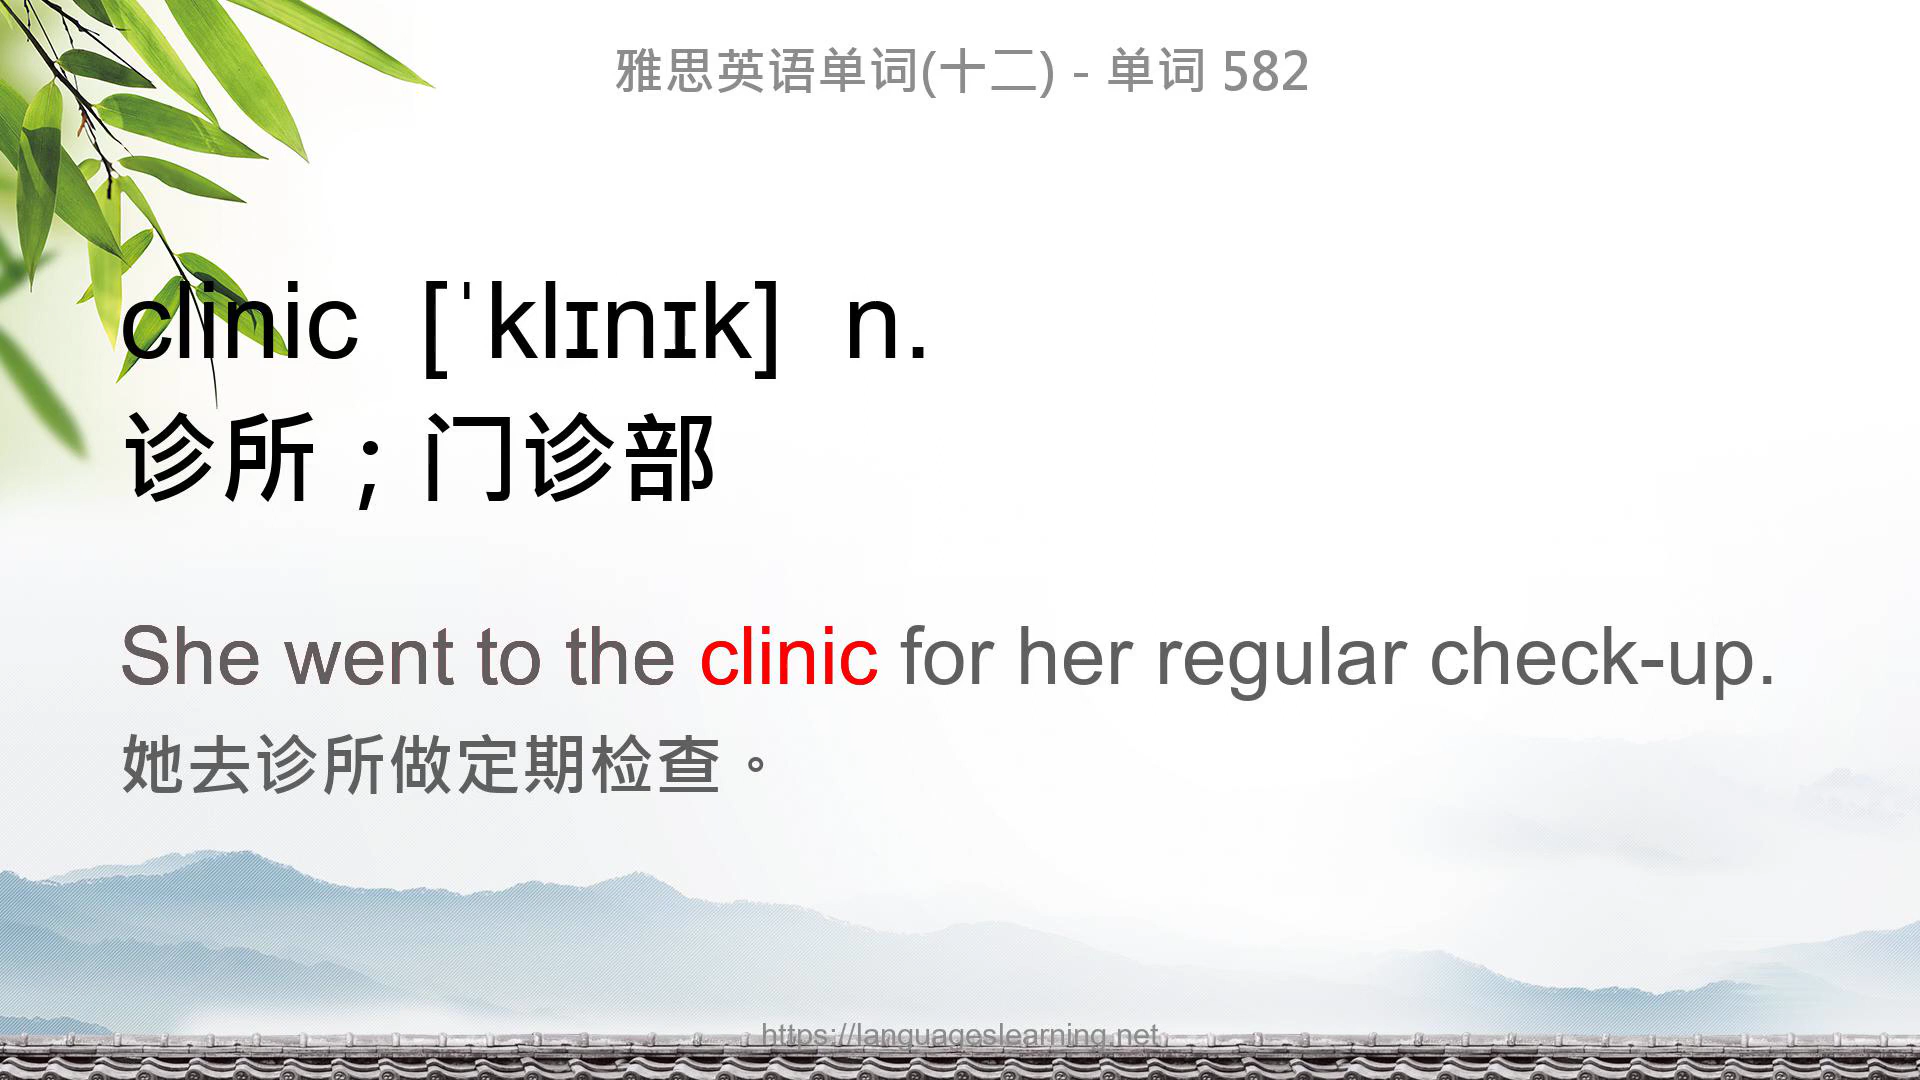 雅思英语单词(十二) - 单词 582
clinic [ˈklɪnɪk] n.
诊所；门诊部
She went to the clinic for her regular check-up.
她去诊所做定期检查。
https://languageslearning.net